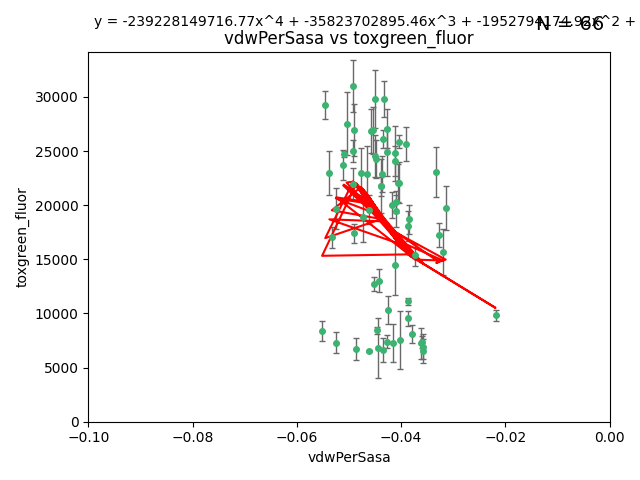 y = -239228149716.77x^4 + -35823702895.46x^3 + -1952794174.92x^2 +
N = 66
vdwPerSasa vs toxgreen_fluor
30000
25000
20000
15000
10000
5000
0
toxgreen_fluor
−0.10
−0.08
−0.06
−0.04
−0.02
0.00
vdwPerSasa